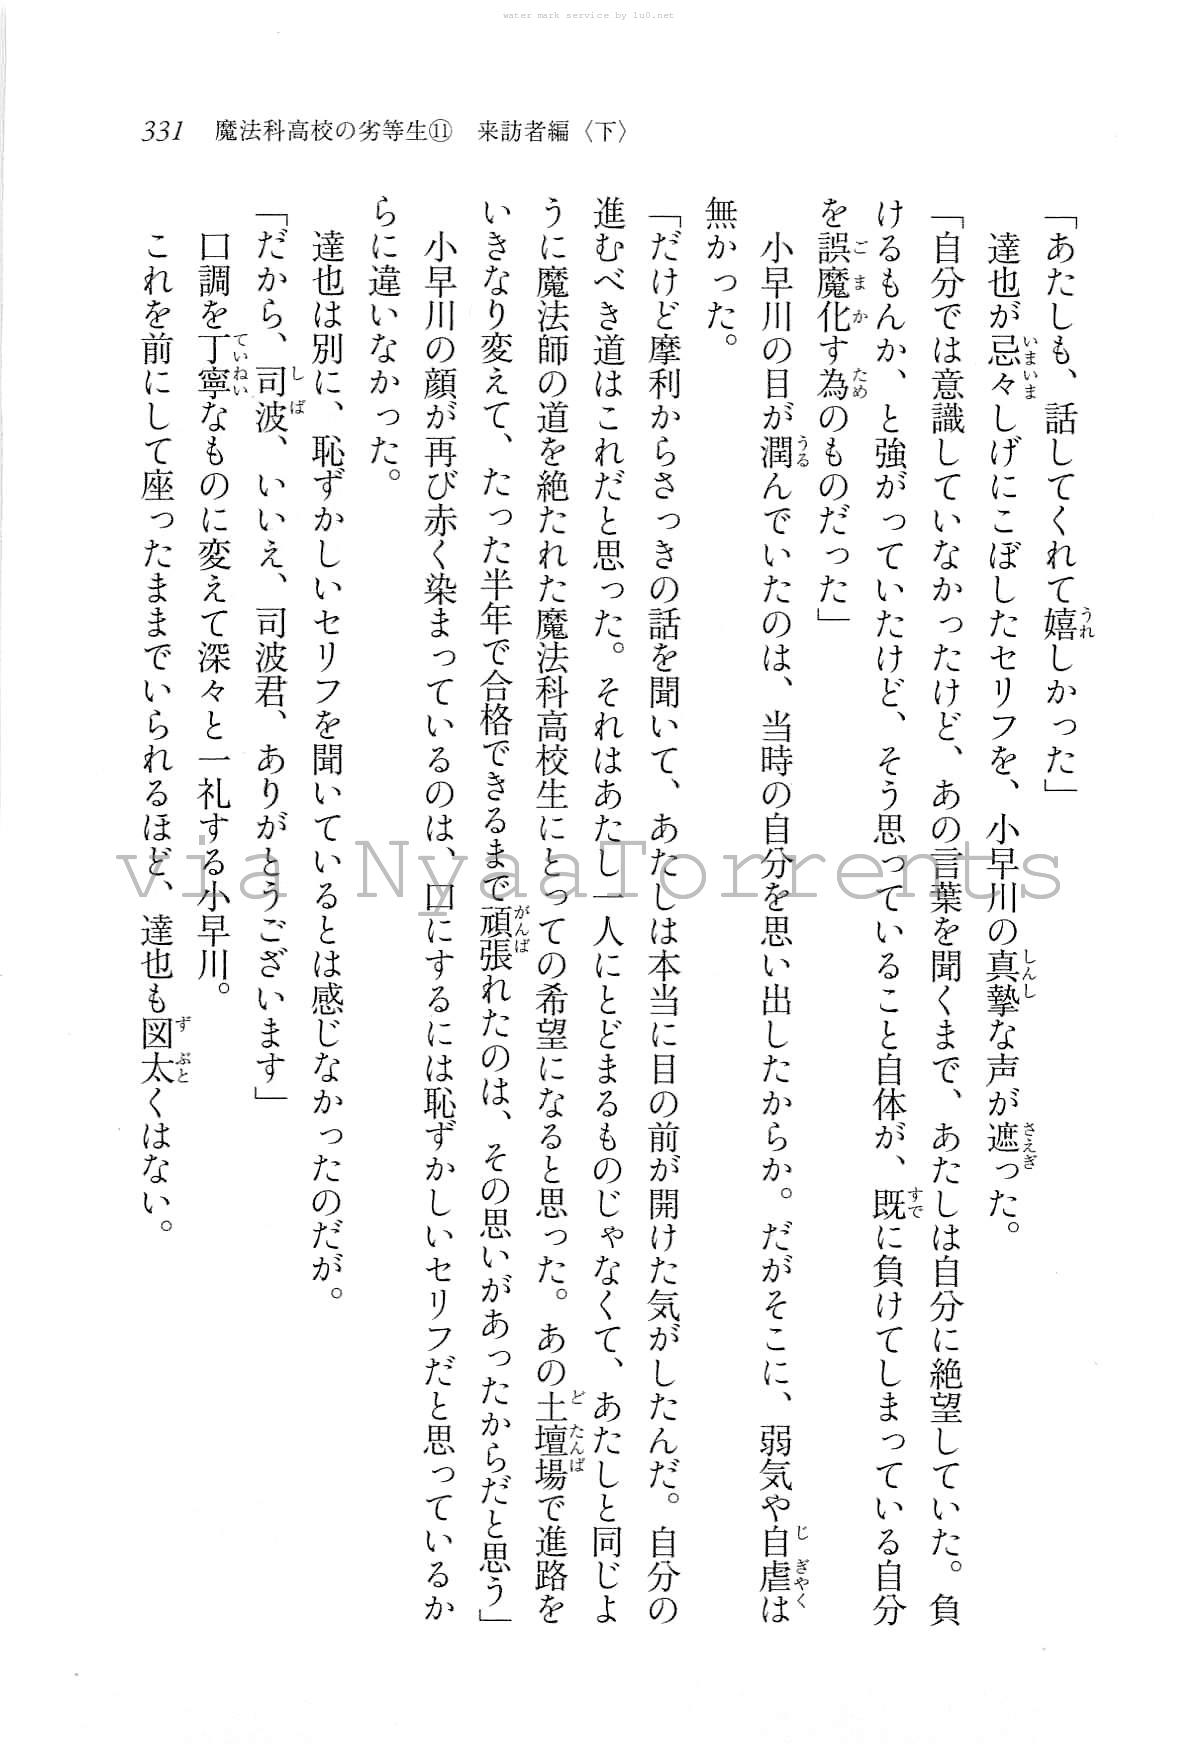 water mark service by 1u0.net
331 魔法科高校の劣等生⑪ 来訪者編〈下〉
「あたしも、話してくれて嬉しかった」
達也が忌々しげにこぼしたセリフを、小早川の真摯な声が遮った。
「自分では意識していなかったけど、あの言葉を聞くまで、あたしは自分に絶望していた。負
けるもんか、と強がっていたけど、そう思っていること自体が、既に負けてしまっている自分
を誤魔化す為のものだった」
小早川の目が潤んでいたのは、当時の自分を思い出したからか。だがそこに、弱気や自虐は
無かった。
「だけど摩利からさっきの話を聞いて、あたしは本当に目の前が開けた気がしたんだ。自分の
進むべき道はこれだと思った。それはあたし一人にとどまるものじゃなくて、あたしと同じよ
うに魔法師の道を絶たれた魔法科高校生にとっての希望になると思った。あの土壇場で進路を
いきなり変えて、たった半年で合格できるまで頑張れたのは、その思いがあったからだと思う」
小早川の顔が再び赤く染まっているのは、口にするには恥ずかしいセリフだと思っているか
らに違いなかった。
達也は別に、恥ずかしいセリフを聞いているとは感じなかったのだが。
「だから、司波、いいえ、司波君、ありがとうございます」
口調を丁寧なものに変えて深々と一礼する小早川。
これを前にして座ったままでいられるほど、達也も図太くはない。
via NyaaTorrents